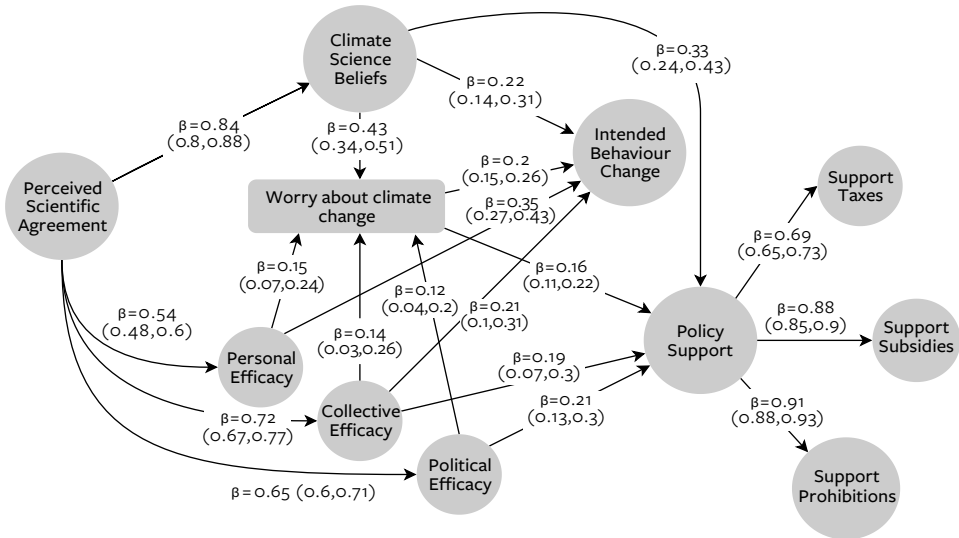 Climate
Science
Beliefs
β=0.33
(0.24,0.43)
β=0.22
(0.14,0.31)
β=0.84
(0.8,0.88)
β=0.43
(0.34,0.51)
Intended
Behaviour
Change
Perceived
Scientific
Agreement
Worry about climate
change
β=0.2
(0.15,0.26)
β=0.35
(0.27,0.43)
Support
Taxes
β=0.69
(0.65,0.73)
β=0.15
(0.07,0.24)
β=0.12
(0.04,0.2)
β=0.16
(0.11,0.22)
β=0.54
(0.48,0.6)
β=0.14
(0.03,0.26)
β=0.21
(0.1,0.31)
Policy
Support
β=0.88
(0.85,0.9)
Support
Subsidies
Personal
Efficacy
β=0.19
(0.07,0.3)
β=0.72
(0.67,0.77)
Collective
Efficacy
β=0.21
(0.13,0.3)
β=0.91
(0.88,0.93)
Political
Efficacy
β=0.65 (0.6,0.71)
Support
Prohibitions